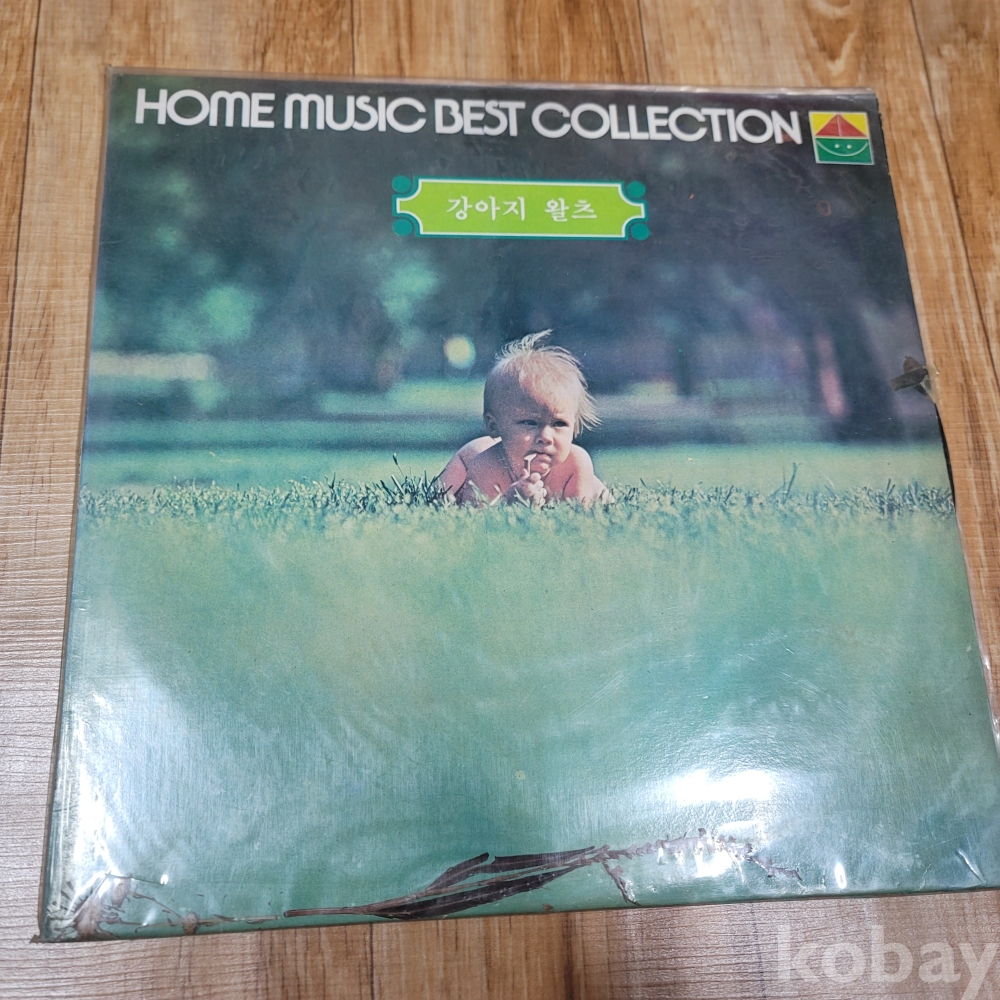 HOME MUSIC BEST COLLECTION
강아지 왈츠
kobay